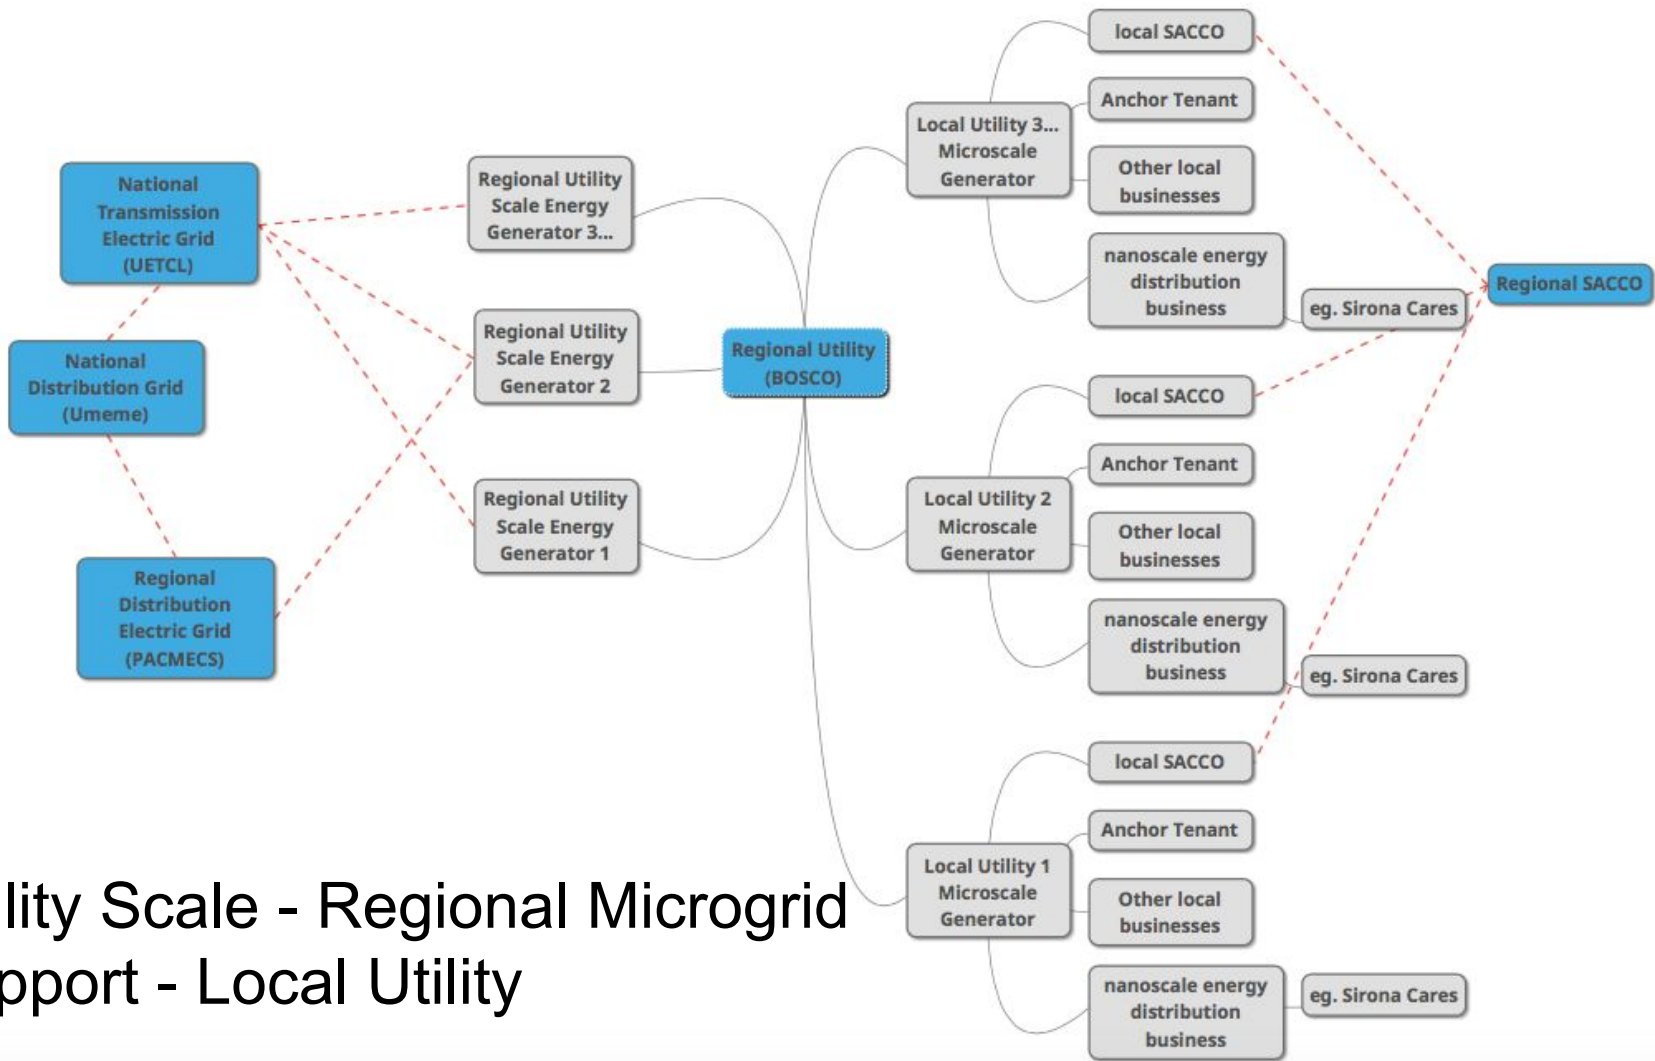 National
Transmission
Electric Grid
(UETCL)
National
Distribution Grid
(Umeme)
Regional
Distribution
Electric Grid
(PACMECS)
Regional Utility
Scale Energy
Generator 3...
Regional Utility
Scale Energy
Generator 2
Regional Utility
Scale Energy
Generator 1
Regional Utility
(BOSCO)
Local Utility 3...
Microscale
Generator
local SACCO
Anchor Tenant
Other local
businesses
nanoscale energy
distribution
business
eg. Sirona Cares
Local Utility 2
Microscale
Generator
local SACCO
Anchor Tenant
Other local
businesses
nanoscale energy
distribution
business
eg. Sirona Cares
Local Utility 1
Microscale
Generator
local SACCO
Anchor Tenant
Other local
businesses
nanoscale energy
distribution
business
eg. Sirona Cares
Regional SACCO
lity Scale - Regional Microgrid
pport - Local Utility